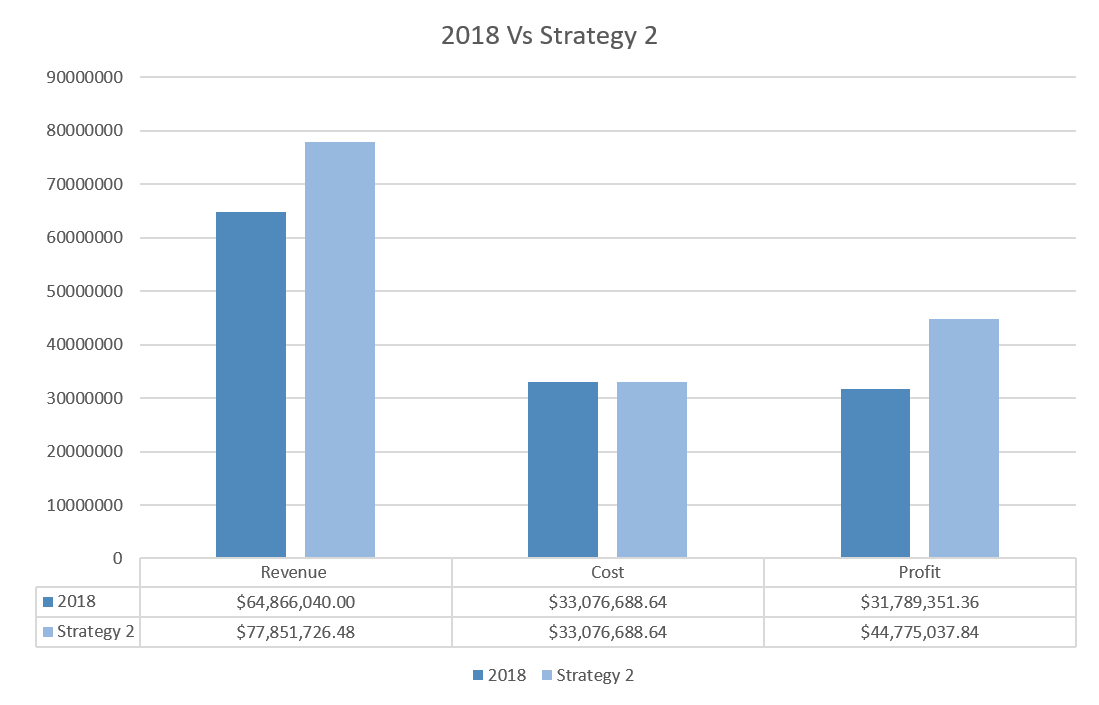 2018 Vs Strategy 2
90000000
80000000
70000000
60000000
50000000
40000000
30000000
20000000
10000000
0
Revenue Cost Profit
2018 $64,866,040.00 $33,076,688.64 $31,789,351.36
Strategy 2 $77,851,726.48 $33,076,688.64 $44,775,037.84
2018 Strategy 2